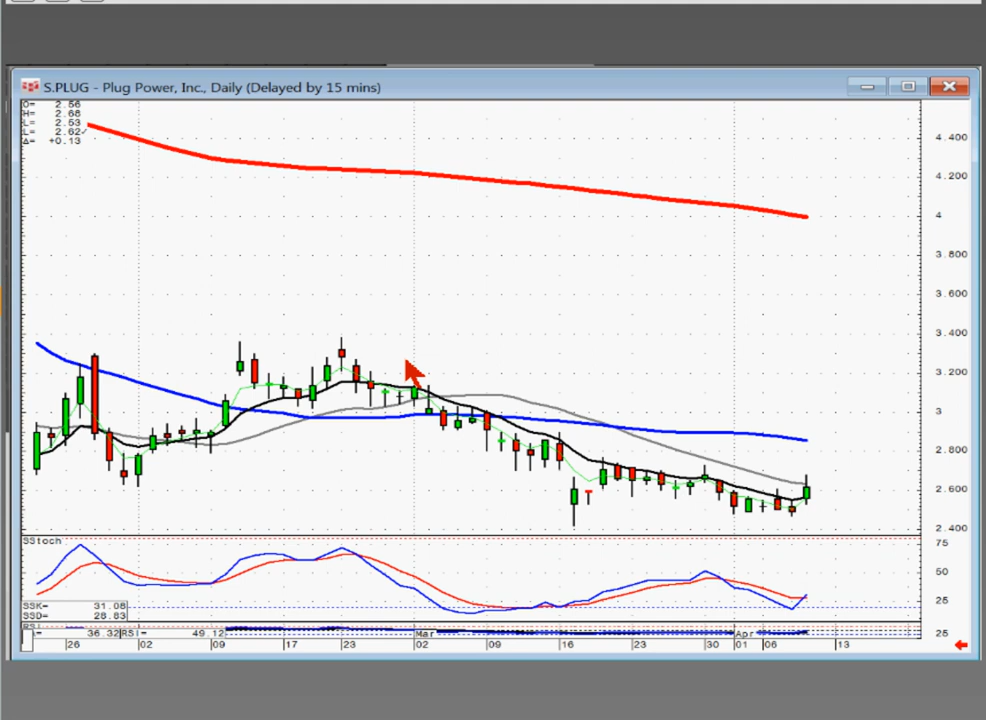 S.PLUG - Plug Power, Inc., Daily (Delayed by 15 mins)
O= 2.56
H= 2.68
L= 2.53
L= 2.62
Δ= +0.13
4.400
4.200
4
3.800
3.600
3.400
3.200
3
2.800
2.600
2.400
SStoch
75
50
25
SSK= 31.08
SSD= 28.83
RSI
36.32 RSI= 49.12
25
Mar
Apr
26
02
09
17
23
02
09
16
23
30
01
06
13